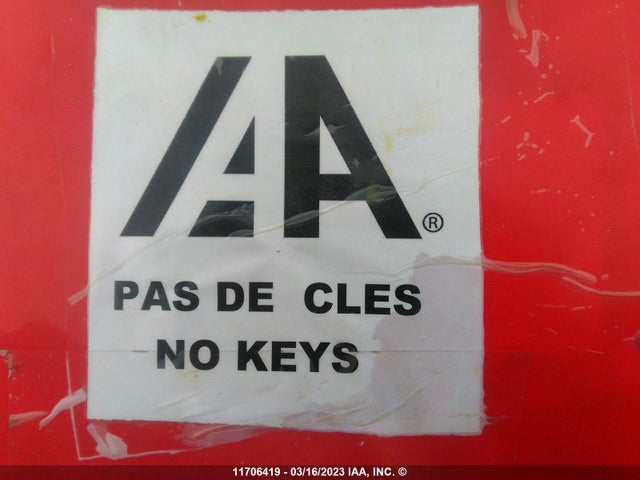 IAA®
PAS DE CLES
NO KEYS
11706419 - 03/16/2023 IAA, INC. ©